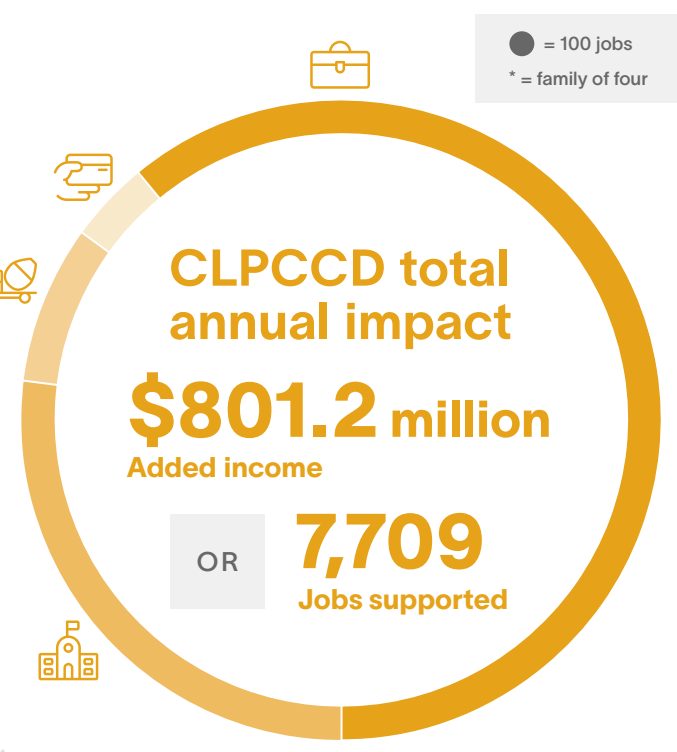 = 100 jobs
* = family of four
CLPCCD total
annual impact
$801.2 million
Added income
OR
7,709
Jobs supported